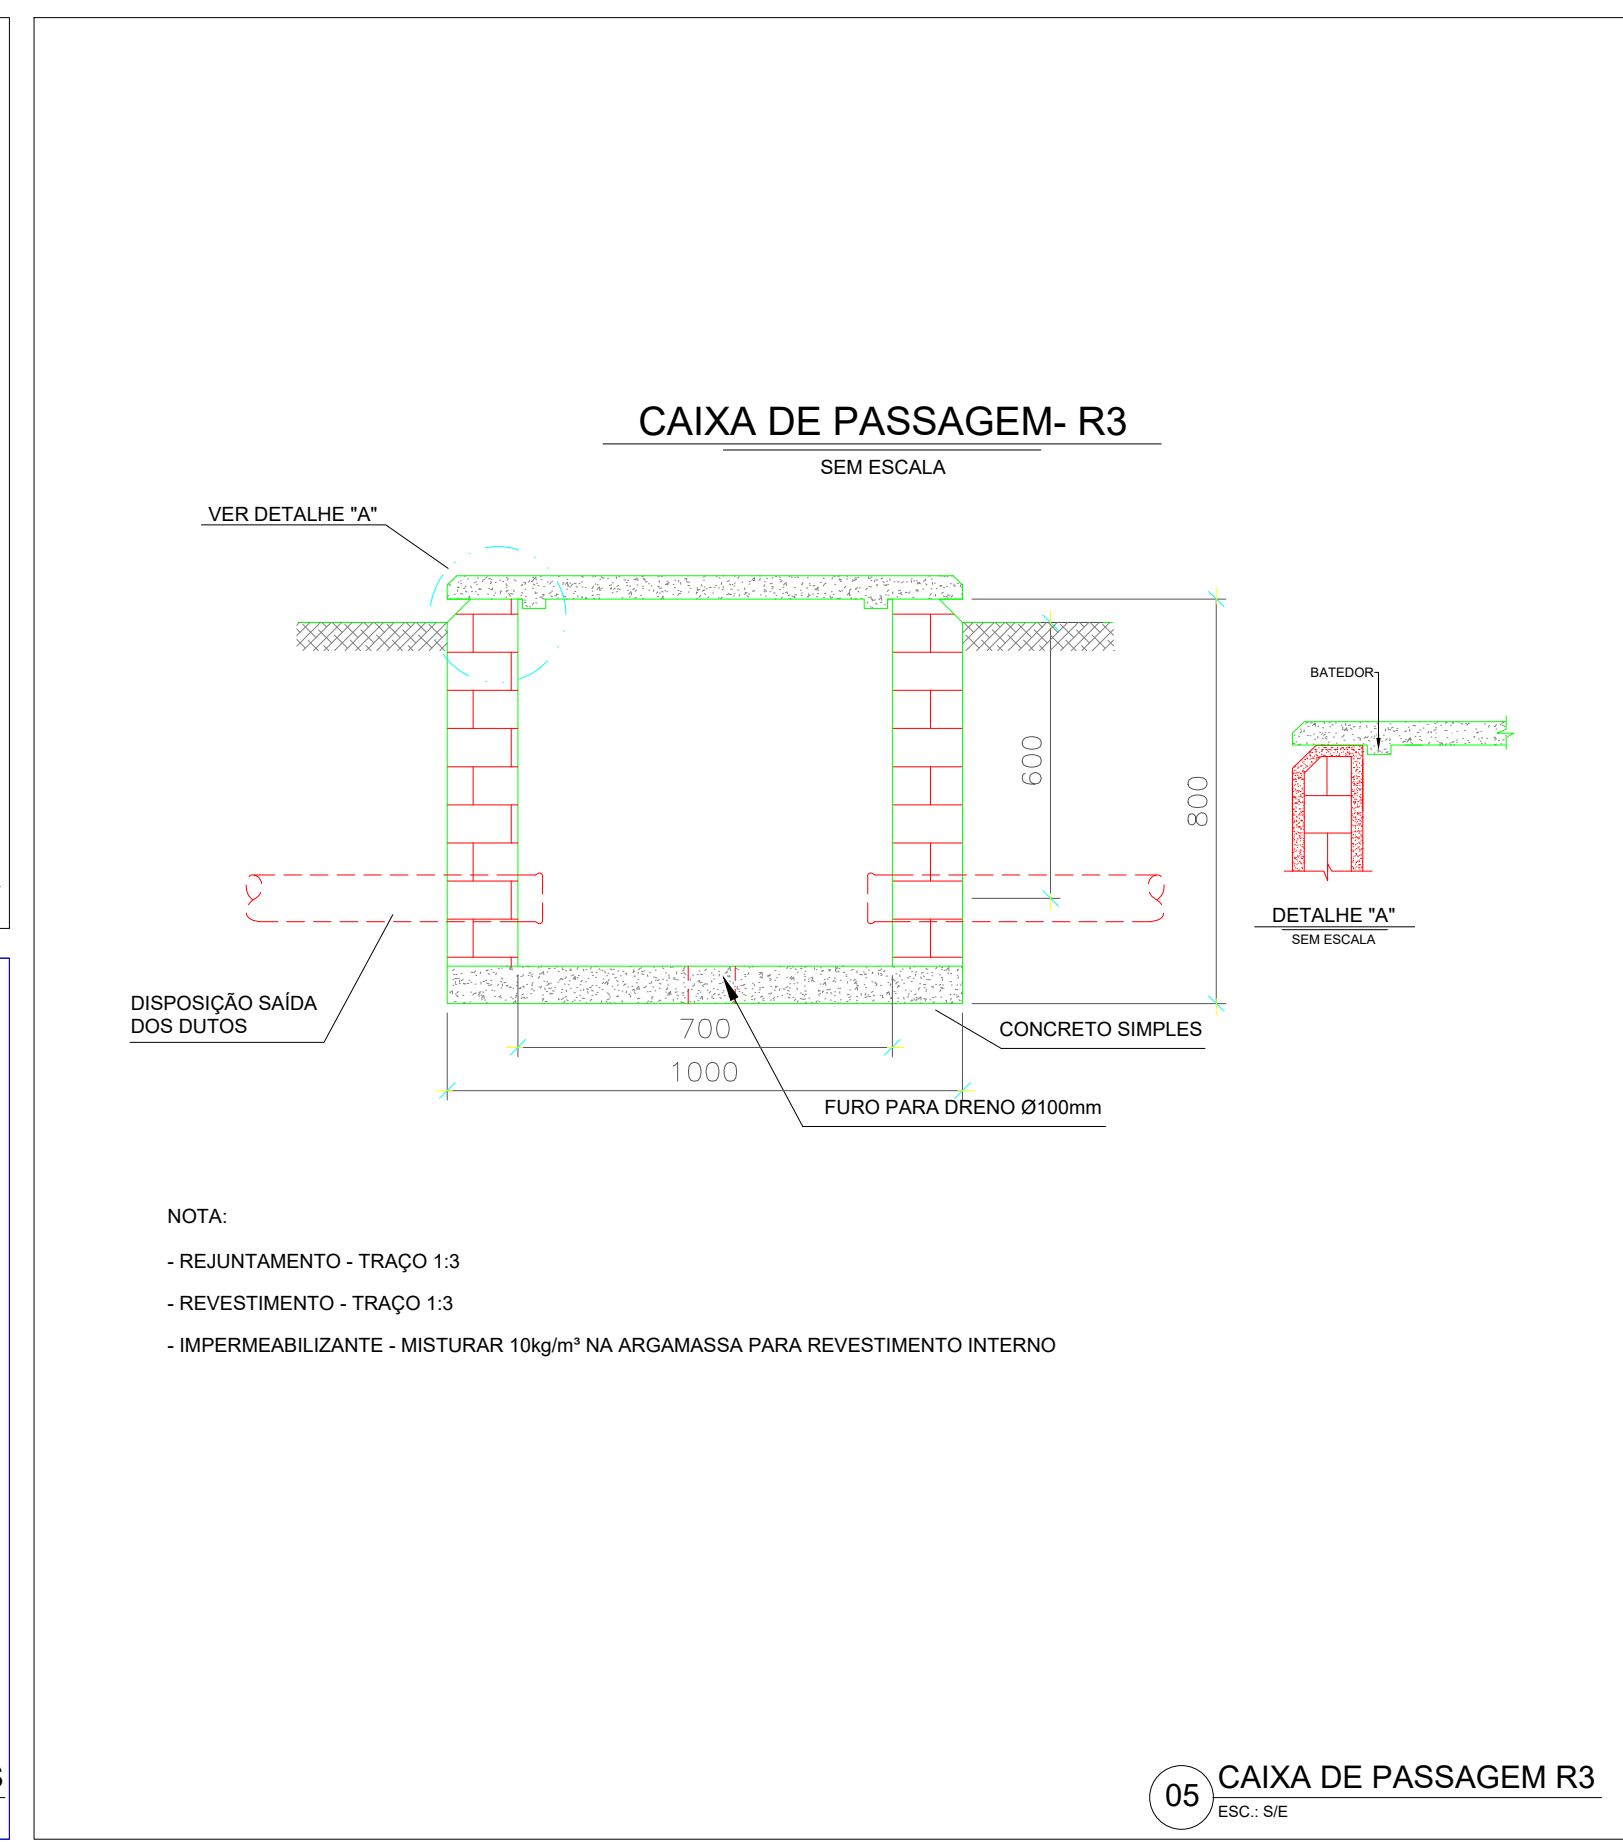 CAIXA DE PASSAGEM- R3
SEM ESCALA
VER DETALHE "A"
BATEDOR
600
800
DETALHE "A"
SEM ESCALA
DISPOSIÇÃO SAÍDA
DOS DUTOS
700
CONCRETO SIMPLES
1000
FURO PARA DRENO Ø100mm
NOTA:
- REJUNTAMENTO - TRAÇO 1:3
- REVESTIMENTO - TRAÇO 1:3
- IMPERMEABILIZANTE - MISTURAR 10kg/m³ NA ARGAMASSA PARA REVESTIMENTO INTERNO
05
CAIXA DE PASSAGEM R3
ESC.: S/E